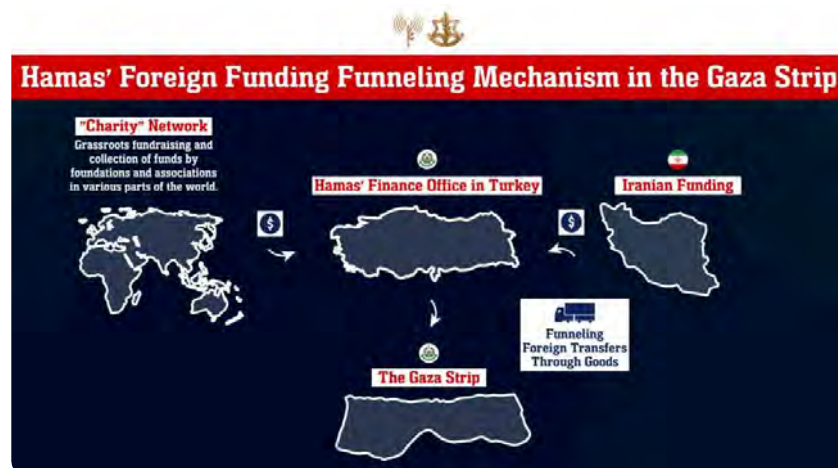 Hamas' Foreign Funding Funneling Mechanism in the Gaza Strip
"Charity" Network
Grassroots fundraising and
collection of funds by
foundations and associations
in various parts of the world.
Hamas' Finance Office in Turkey
Iranian Funding
$
$
Funneling
Foreign Transfers
Through Goods
The Gaza Strip